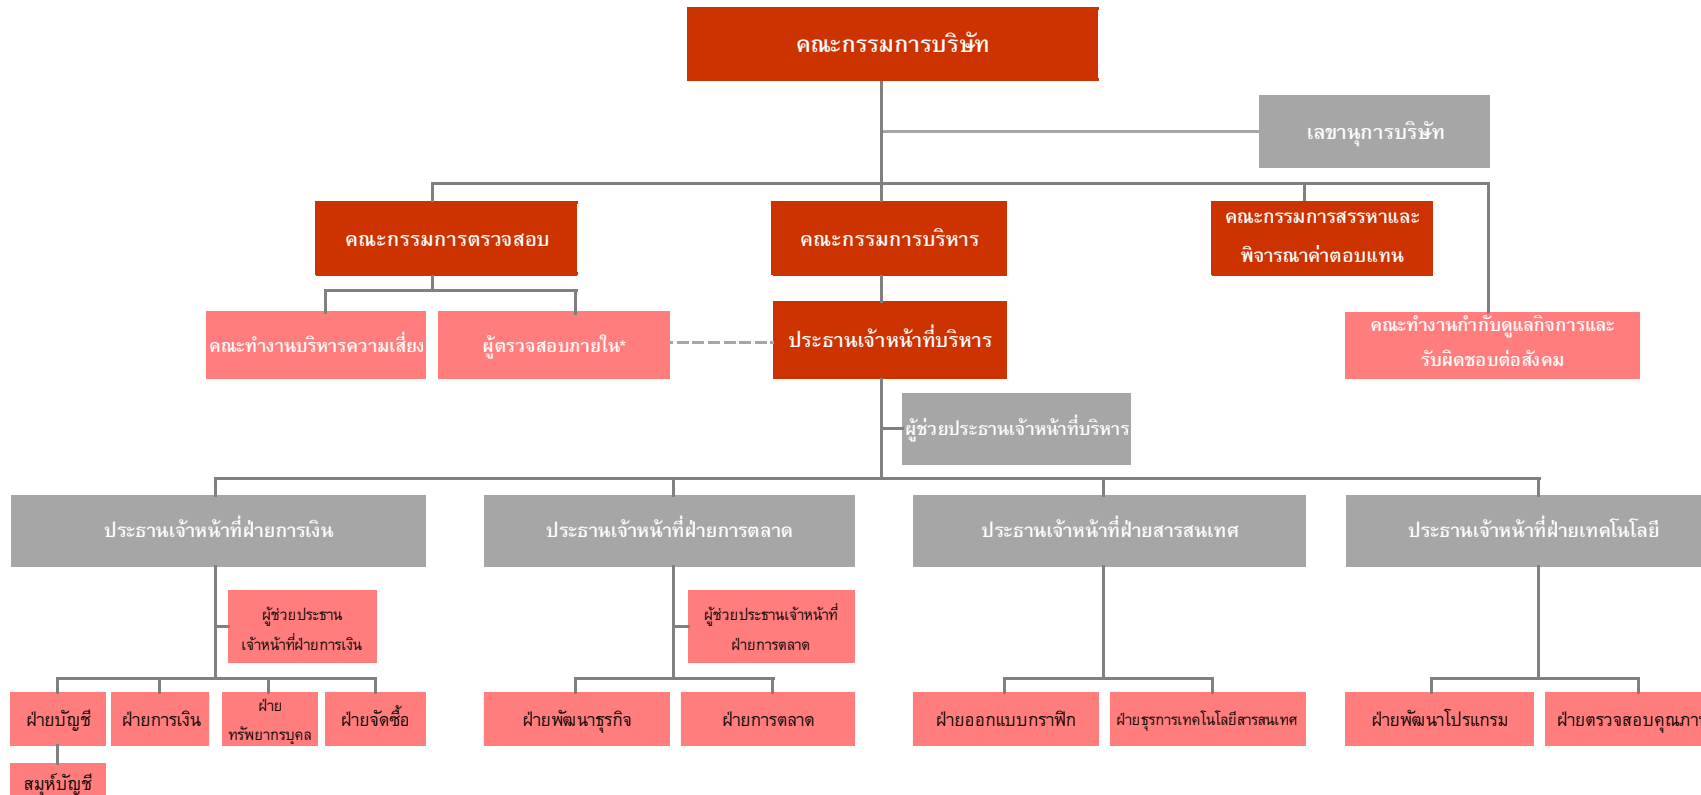 คณะกรรมการบริษัท
เลขานุการบริษัท
คณะกรรมการตรวจสอบ
คณะกรรมการบริหาร
คณะกรรมการสรรหาและ
พิจารณาค่าตอบแทน
คณะทำงานบริหารความเสี่ยง
ผู้ตรวจสอบภายใน*
ประธานเจ้าหน้าที่บริหาร
คณะทำงานกำกับดูแลกิจการและ
รับผิดชอบต่อสังคม
ผู้ช่วยประธานเจ้าหน้าที่บริหาร
ประธานเจ้าหน้าที่ฝ่ายการเงิน
ประธานเจ้าหน้าที่ฝ่ายการตลาด
ประธานเจ้าหน้าที่ฝ่ายสารสนเทศ
ประธานเจ้าหน้าที่ฝ่ายเทคโนโลยี
ผู้ช่วยประธาน
เจ้าหน้าที่ฝ่ายการเงิน
ผู้ช่วยประธานเจ้าหน้าที่
ฝ่ายการตลาด
ฝ่ายบัญชี
ฝ่ายการเงิน
ฝ่าย
ทรัพยากรบุคล
ฝ่ายจัดซื้อ
ฝ่ายพัฒนาธุรกิจ
ฝ่ายการตลาด
ฝ่ายออกแบบกราฟิก
ฝ่ายธุรการเทคโนโลยีสารสนเทศ
ฝ่ายพัฒนาโปรแกรม
ฝ่ายตรวจสอบคุณภาพ
สมุห์บัญชี